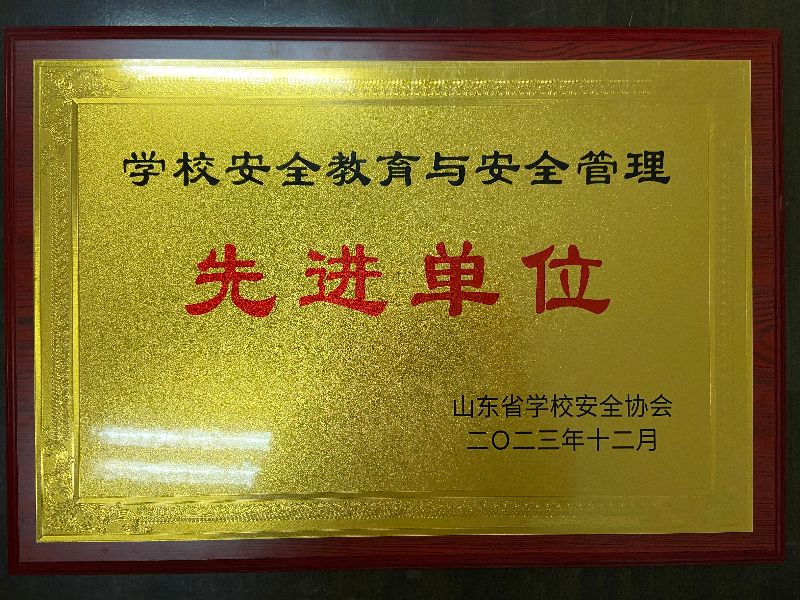 学校安全教育与安全管理
先进单位
山东省学校安全协会
二〇二三年十二月